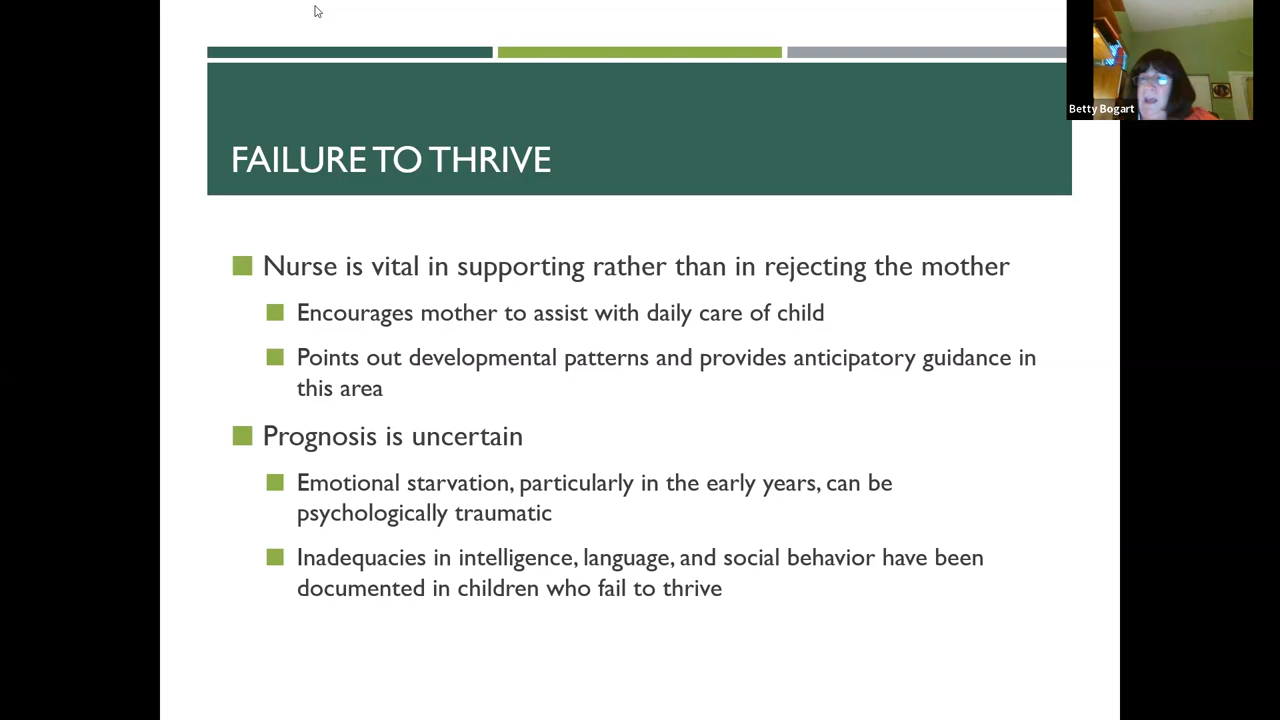 Betty Bogart
FAILURE TO THRIVE
Nurse is vital in supporting rather than in rejecting the mother
Encourages mother to assist with daily care of child
Points out developmental patterns and provides anticipatory guidance in
this area
Prognosis is uncertain
Emotional starvation, particularly in the early years, can be
psychologically traumatic
Inadequacies in intelligence, language, and social behavior have been
documented in children who fail to thrive